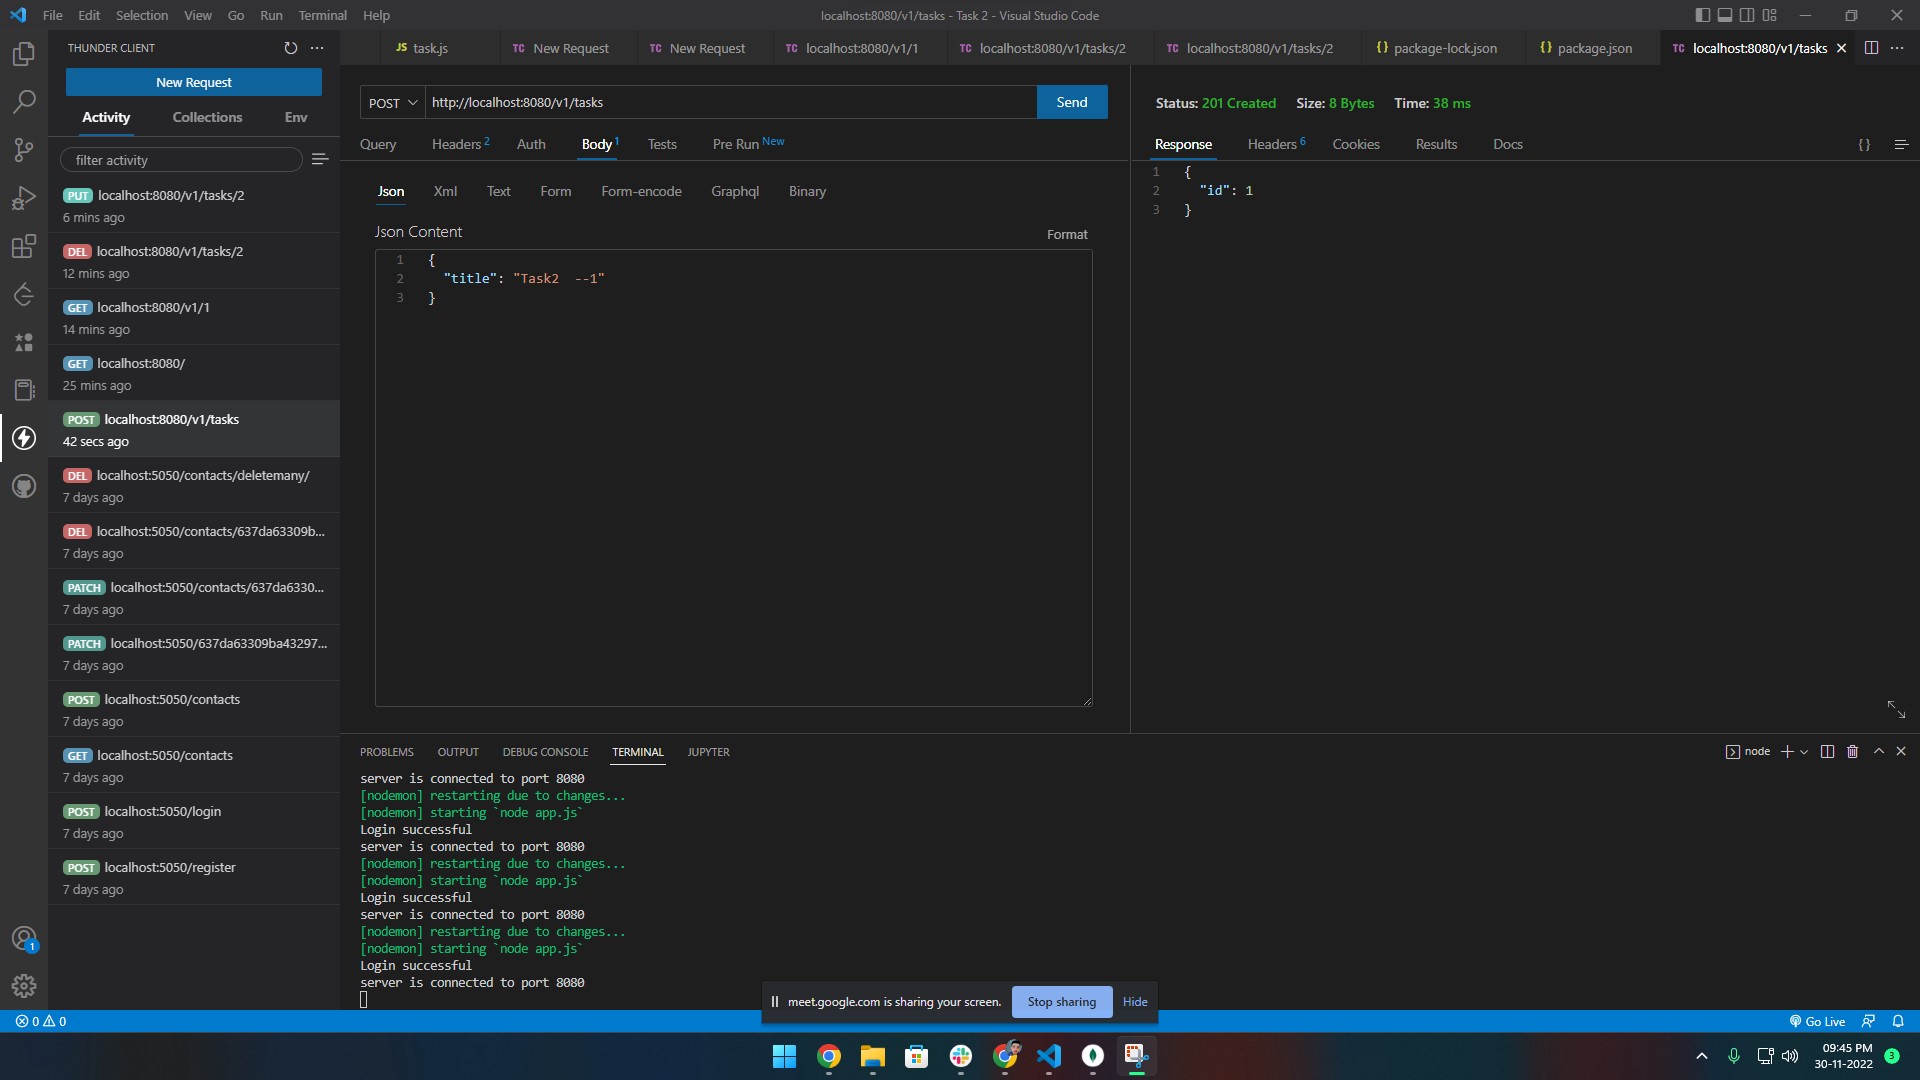 File Edit Selection View Go Run Terminal Help
localhost:8080/v1/tasks - Task 2 - Visual Studio Code
THUNDER CLIENT
New Request
Activity Collections Env
filter activity
PUT localhost:8080/v1/tasks/2
6 mins ago
DEL localhost:8080/v1/tasks/2
12 mins ago
GET localhost:8080/v1/1
14 mins ago
GET localhost:8080/
25 mins ago
POST localhost:8080/v1/tasks
42 secs ago
DEL localhost:5050/contacts/deletemany/
7 days ago
DEL localhost:5050/contacts/637da63309b...
7 days ago
PATCH localhost:5050/contacts/637da6330...
7 days ago
PATCH localhost:5050/637da63309ba43297...
7 days ago
POST localhost:5050/contacts
7 days ago
GET localhost:5050/contacts
7 days ago
POST localhost:5050/login
7 days ago
POST localhost:5050/register
7 days ago
JS task.js TC New Request TC New Request TC localhost:8080/v1/1 TC localhost:8080/v1/tasks/2 TC localhost:8080/v1/tasks/2 {} package-lock.json {} package.json TC localhost:8080/v1/tasks
POST http://localhost:8080/v1/tasks Send
Query Headers 2 Auth Body 1 Tests Pre Run New
Json Xml Text Form Form-encode Graphql Binary
Json Content
Format
1 {
2 "title": "Task2  --1"
3 }
Status: 201 Created Size: 8 Bytes Time: 38 ms
Response Headers 6 Cookies Results Docs {}
1 {
2 "id": 1
3 }
PROBLEMS OUTPUT DEBUG CONSOLE TERMINAL JUPYTER
node
server is connected to port 8080
[nodemon] restarting due to changes...
[nodemon] starting `node app.js`
Login successful
server is connected to port 8080
[nodemon] restarting due to changes...
[nodemon] starting `node app.js`
Login successful
server is connected to port 8080
[nodemon] restarting due to changes...
[nodemon] starting `node app.js`
Login successful
server is connected to port 8080
meet.google.com is sharing your screen. Stop sharing Hide
1
0 0
Go Live
09:45 PM
30-11-2022
3